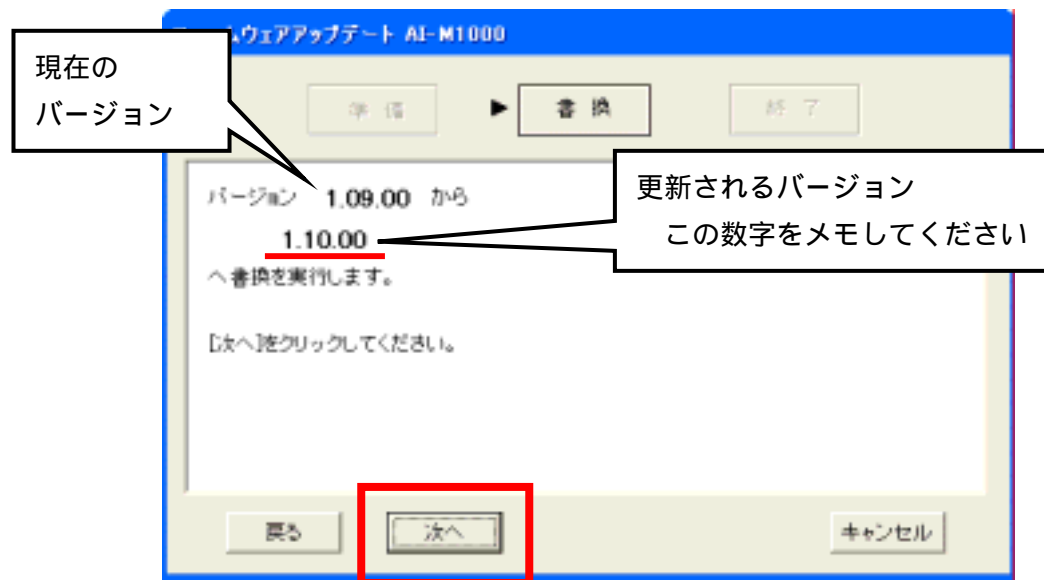 ウェアアップデート AI-M1000
現在の
バージョン
準 備
▶
書 換
終 了
バージョン 1.09.00 から
1.10.00
へ書換を実行します。
[次へ]をクリックしてください。
更新されるバージョン
この数字をメモしてください
戻る
次へ
キャンセル